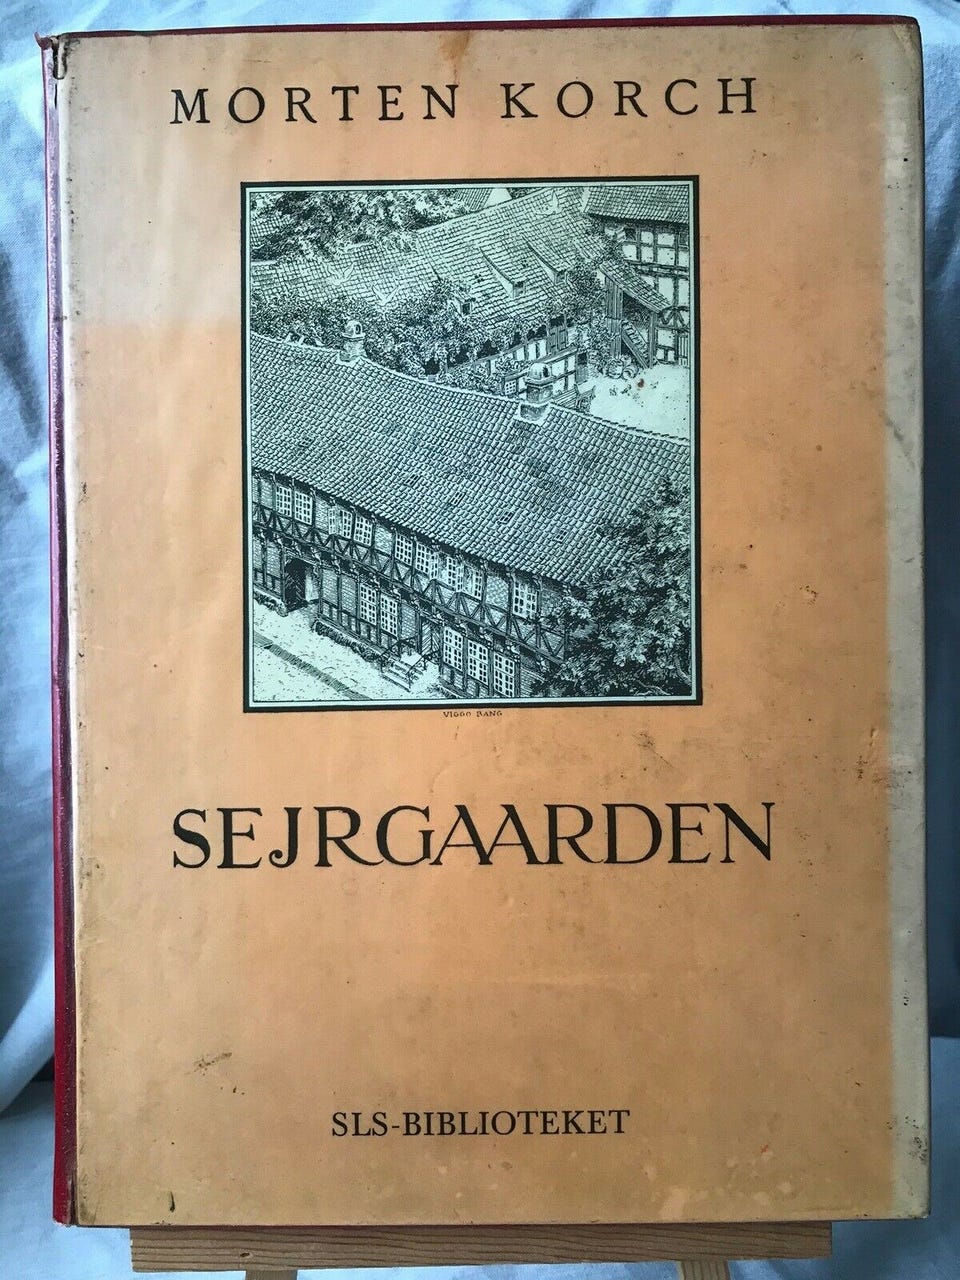 MORTEN KORCH
VIGGO BANG
SEJRGAARDEN
SLS-BIBLIOTEKET